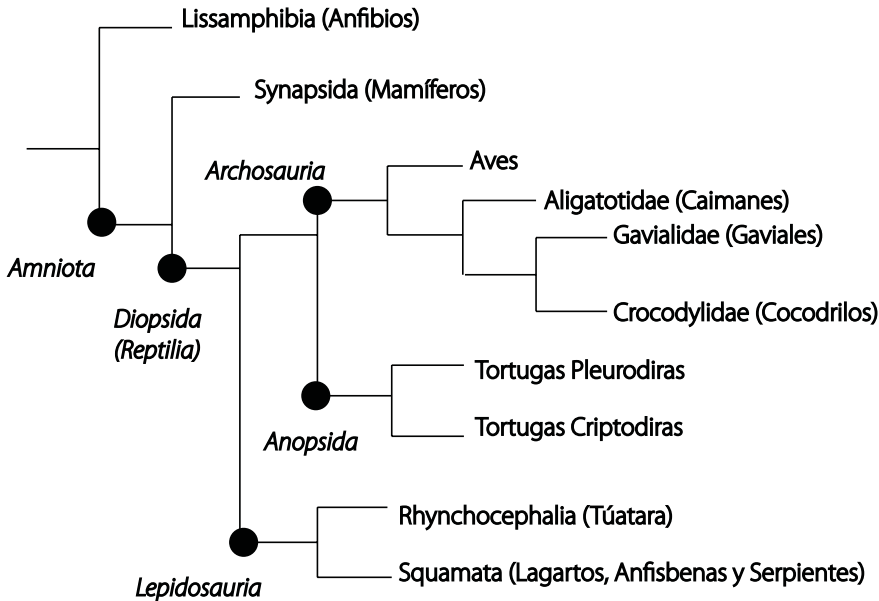 Lissamphibia (Anfibios)
Synapsida (Mamíferos)
Archosauria
Aves
Aligatotidae (Caimanes)
Gavialidae (Gaviales)
Amniota
Crocodylidae (Cocodrilos)
Diopsida
(Reptilia)
Tortugas Pleurodiras
Tortugas Criptodiras
Anopsida
Rhynchocephalia (Túatara)
Squamata (Lagartos, Anfisbenas y Serpientes)
Lepidosauria